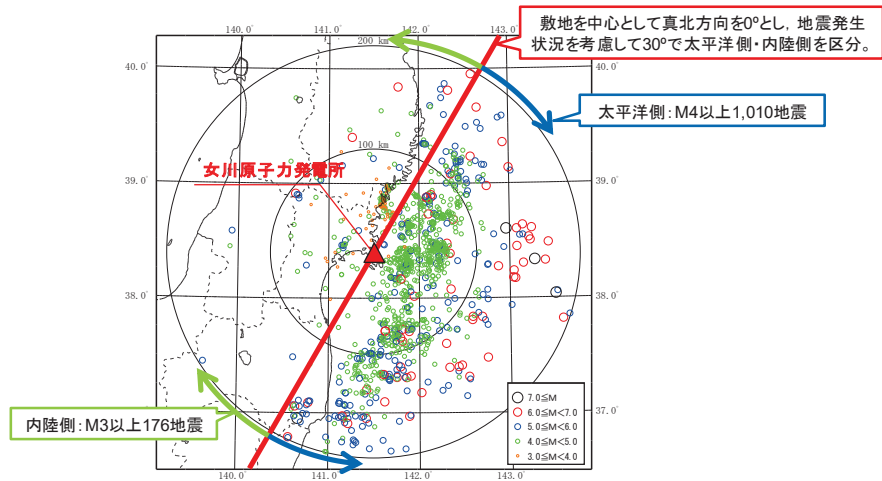 敷地を中心として真北方向を0ºとし，地震発生
状況を考慮して30ºで太平洋側・内陸側を区分。
140.0°
141.0°
142.0°
143.0°
200 km
40.0°
40.0°
太平洋側：M4以上1,010地震
100 km
女川原子力発電所
39.0°
39.0°
38.0°
38.0°
37.0°
内陸側：M3以上176地震
7.0≦M
6.0≦M<7.0
5.0≦M<6.0
4.0≦M<5.0
3.0≦M<4.0
140.0°
141.0°
142.0°
143.0°